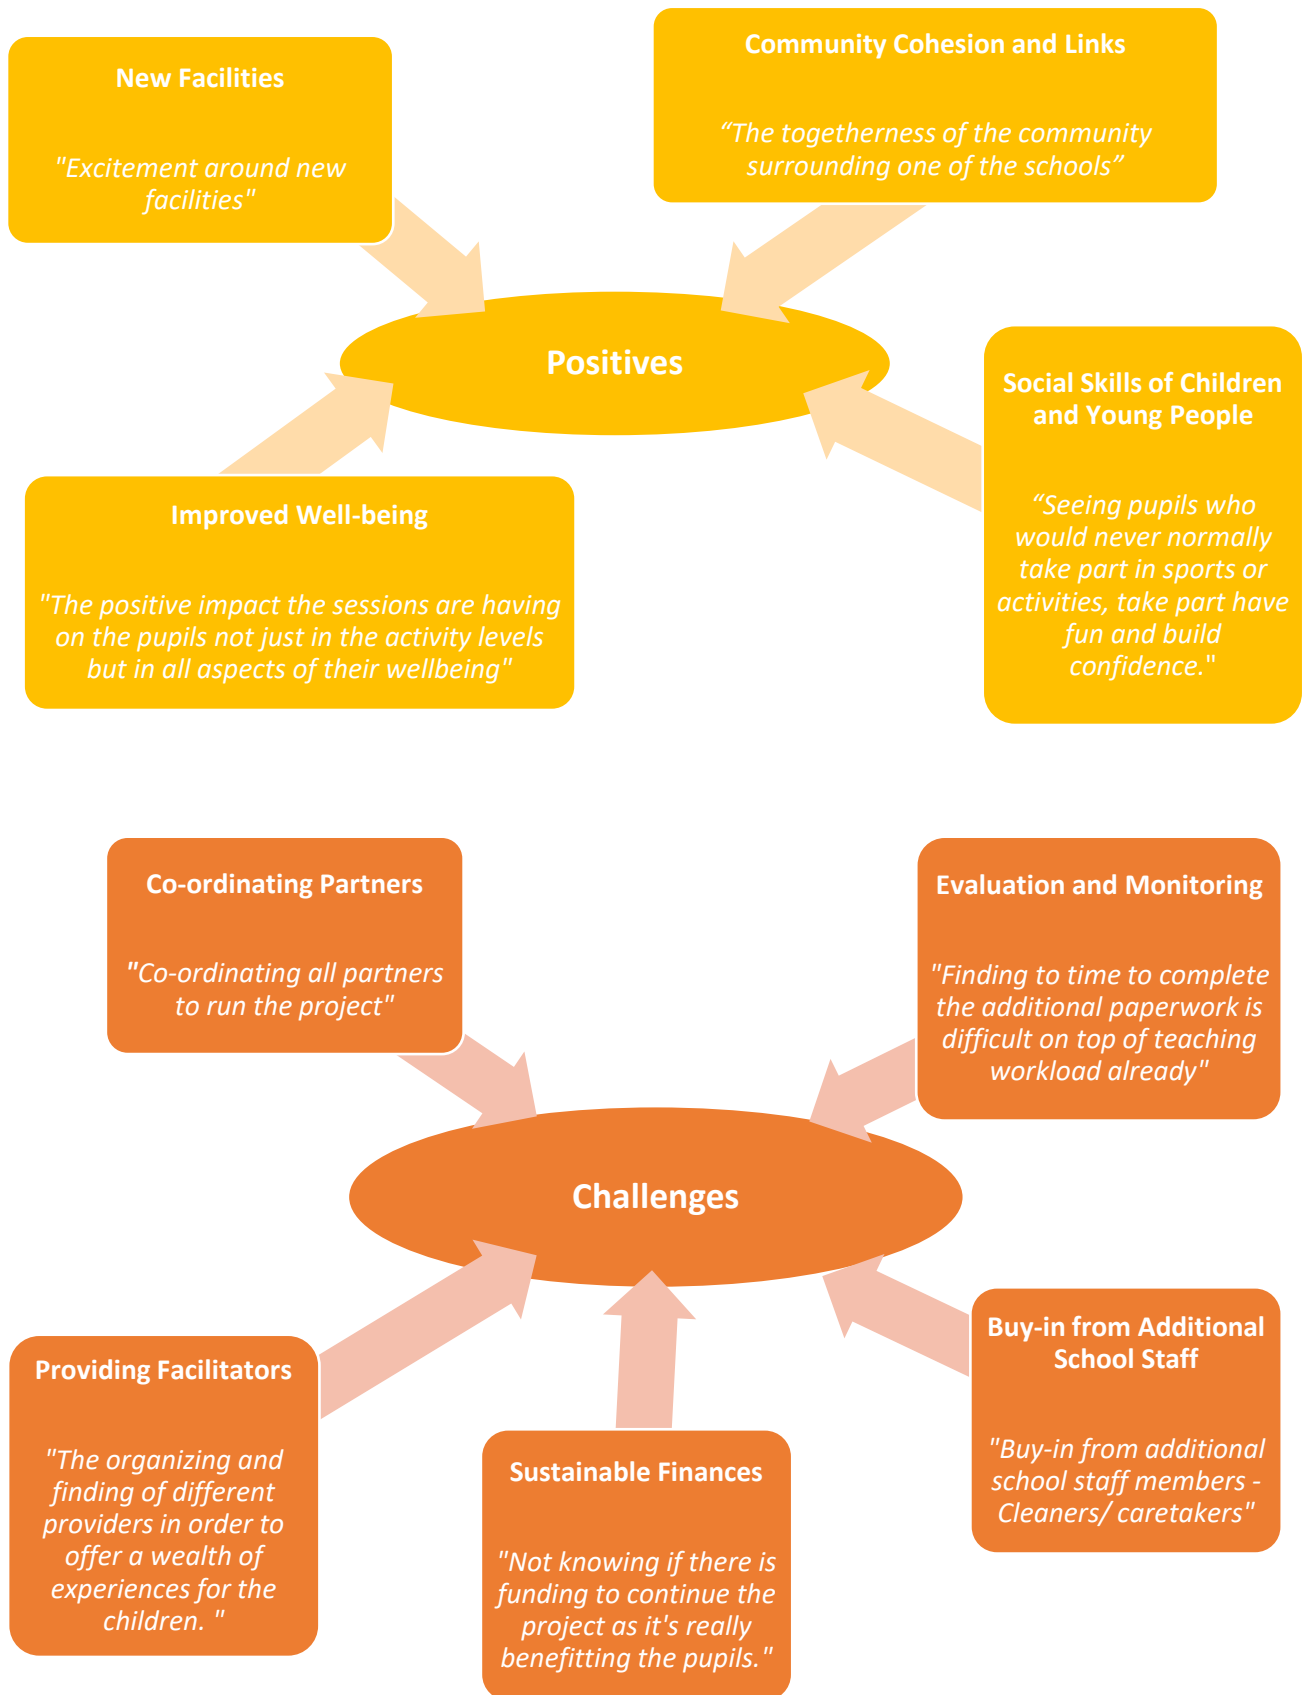 New Facilities
"Excitement around new
facilities"
Community Cohesion and Links
“The togetherness of the community
surrounding one of the schools”
Positives
Social Skills of Children
and Young People
“Seeing pupils who
would never normally
take part in sports or
activities, take part have
fun and build
confidence."
Improved Well-being
"The positive impact the sessions are having
on the pupils not just in the activity levels
but in all aspects of their wellbeing"
Co-ordinating Partners
"Co-ordinating all partners
to run the project"
Evaluation and Monitoring
"Finding to time to complete
the additional paperwork is
difficult on top of teaching
workload already"
Challenges
Providing Facilitators
"The organizing and
finding of different
providers in order to
offer a wealth of
experiences for the
children. "
Sustainable Finances
"Not knowing if there is
funding to continue the
project as it's really
benefitting the pupils."
Buy-in from Additional
School Staff
"Buy-in from additional
school staff members -
Cleaners/ caretakers"